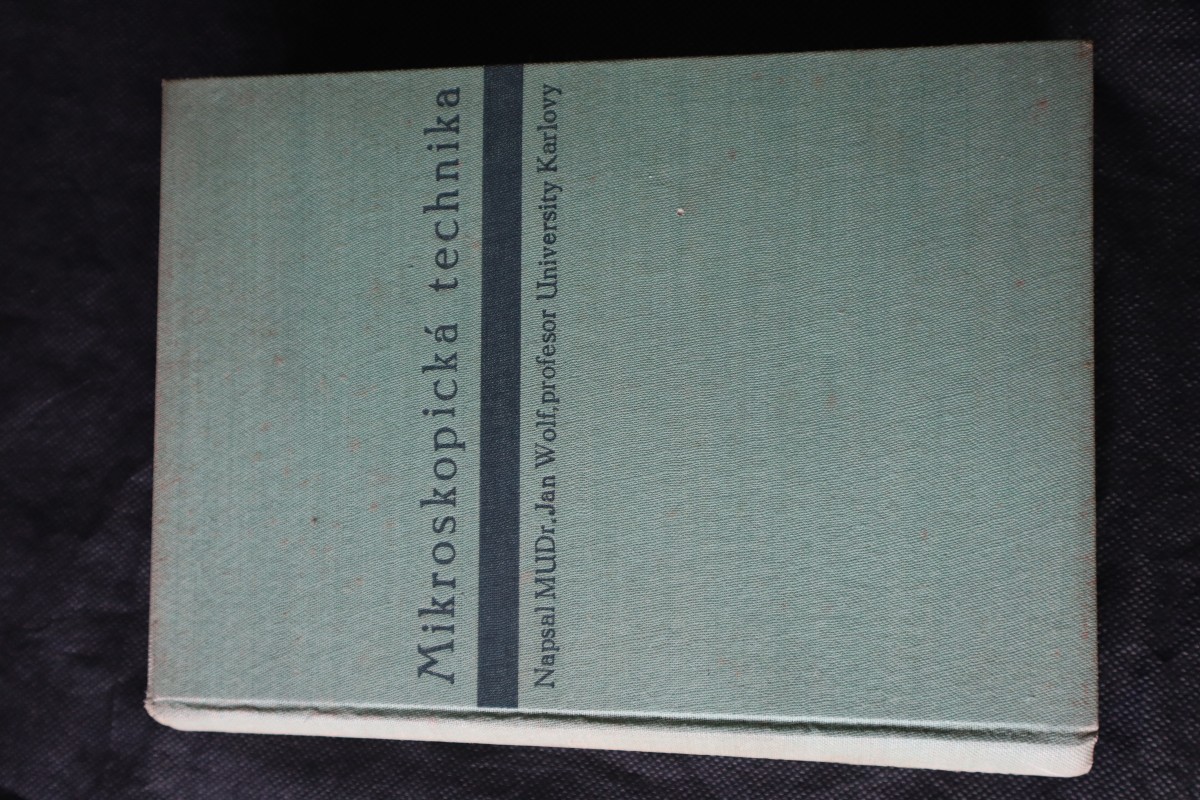 Mikroskopická technika
Napsal MUDr. Jan Wolf, profesor University Karlovy